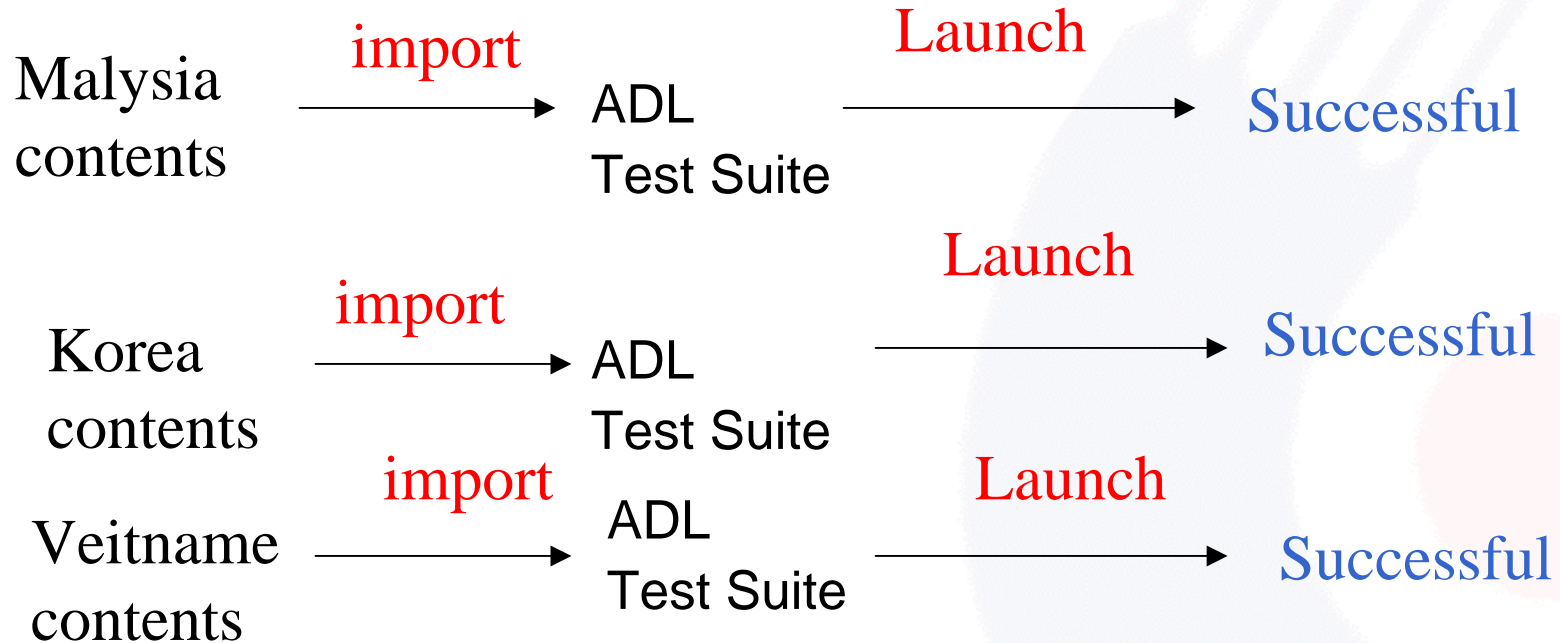 Malysia
contents
import
ADL
Test Suite
Launch
Successful
Korea
contents
import
ADL
Test Suite
Launch
Successful
Veitname
contents
import
ADL
Test Suite
Launch
Successful